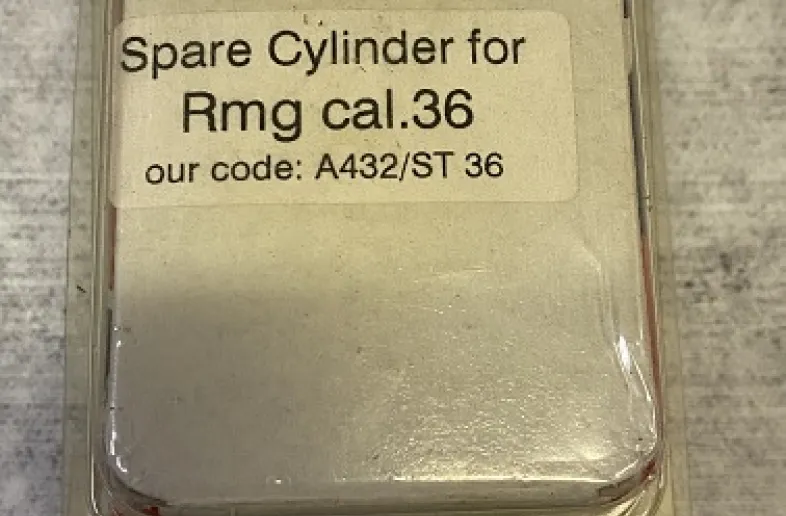 Spare Cylinder for
Rmg cal.36
our code: A432/ST 36